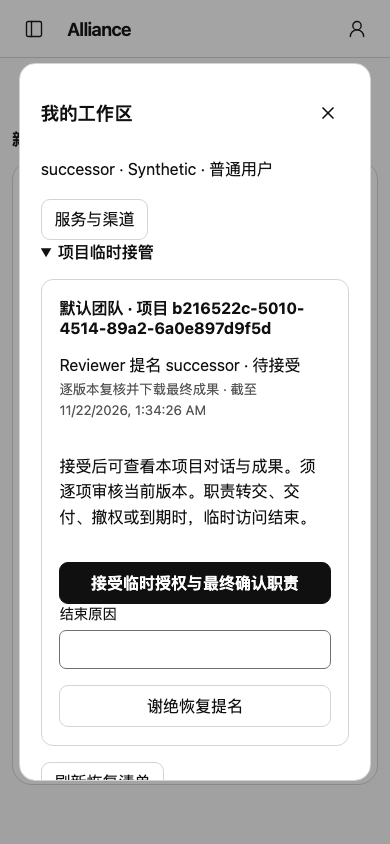 Alliance
我的工作区
successor · Synthetic · 普通用户
服务与渠道
▼ 项目临时接管
默认团队 · 项目 b216522c-5010-
4514-89a2-6a0e897d9f5d
Reviewer 提名 successor · 待接受
逐版本复核并下载最终成果 · 截至
11/22/2026, 1:34:26 AM
接受后可查看本项目对话与成果。须
逐项审核当前版本。职责转交、交
付、撤权或到期时，临时访问结束。
接受临时授权与最终确认职责
结束原因
谢绝恢复提名
刷新恢复清单